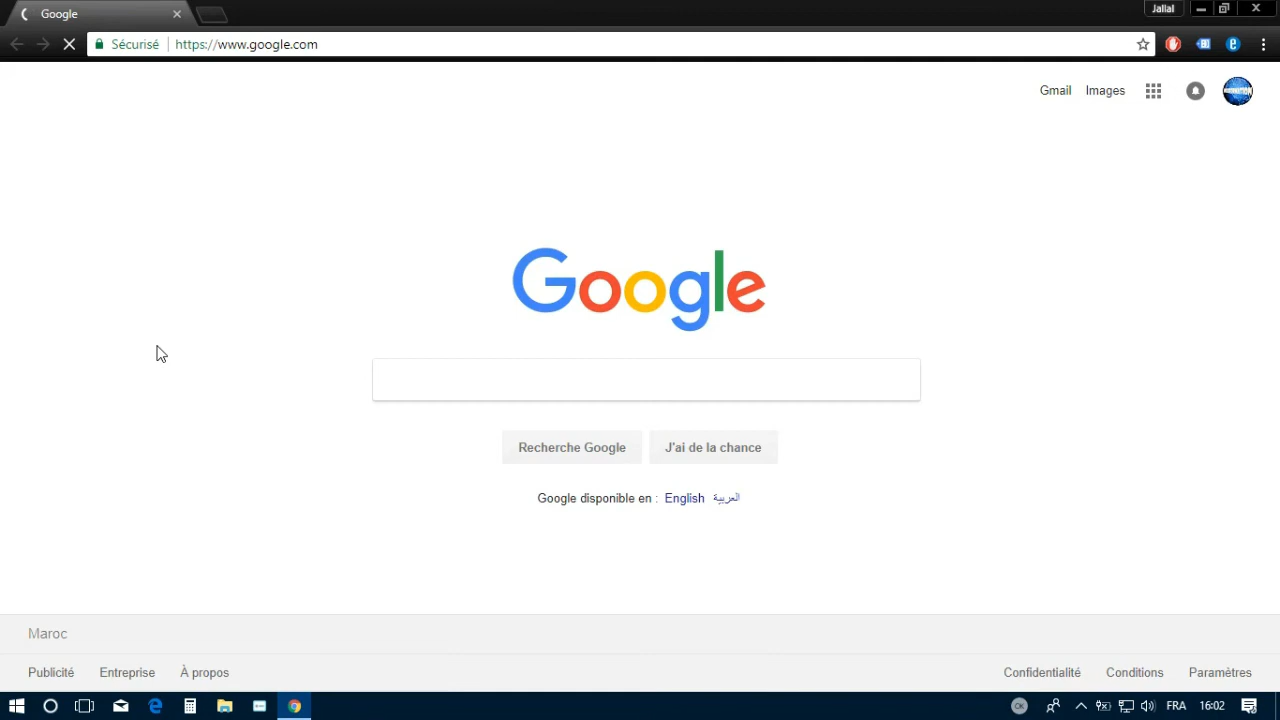 Google
Jallal
Sécurisé
https://www.google.com
Gmail
Images
Google
Recherche Google
J'ai de la chance
Google disponible en : English العربية
Maroc
Publicité
Entreprise
À propos
Confidentialité
Conditions
Paramètres
OK
FRA
16:02